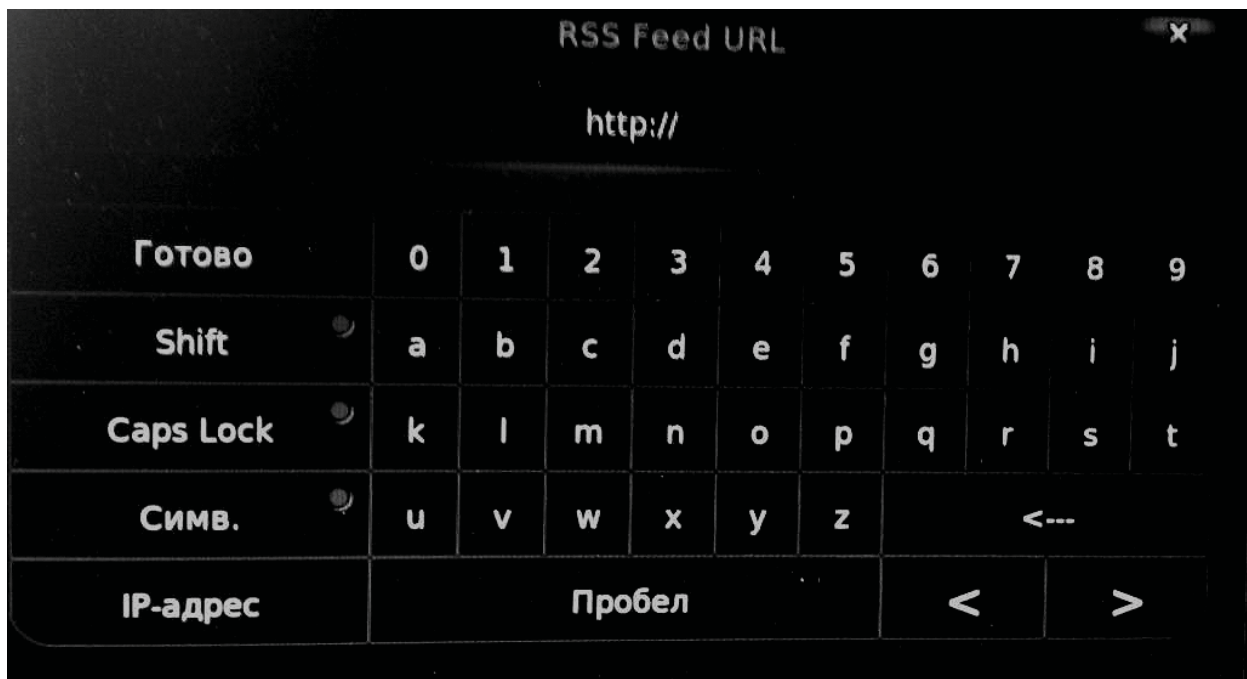 RSS Feed URL x
http://
Готово 0 1 2 3 4 5 6 7 8 9
Shift a b c d e f g h i j
Caps Lock k l m n o p q r s t
Симв. u v w x y z <---
IP-адрес Пробел < >